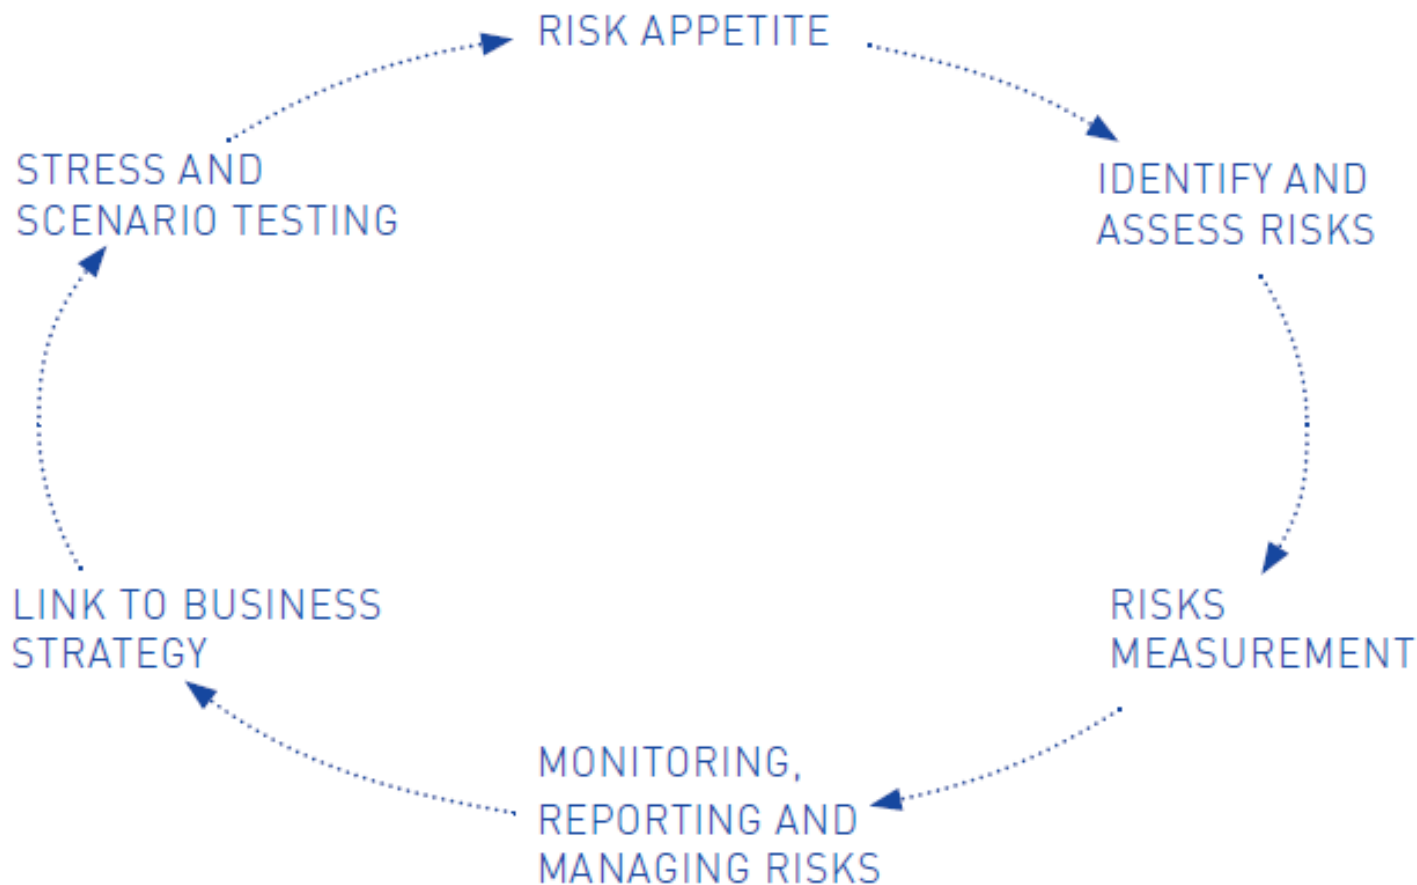 RISK APPETITE
IDENTIFY AND
ASSESS RISKS
RISKS
MEASUREMENT
MONITORING,
REPORTING AND
MANAGING RISKS
LINK TO BUSINESS
STRATEGY
STRESS AND
SCENARIO TESTING